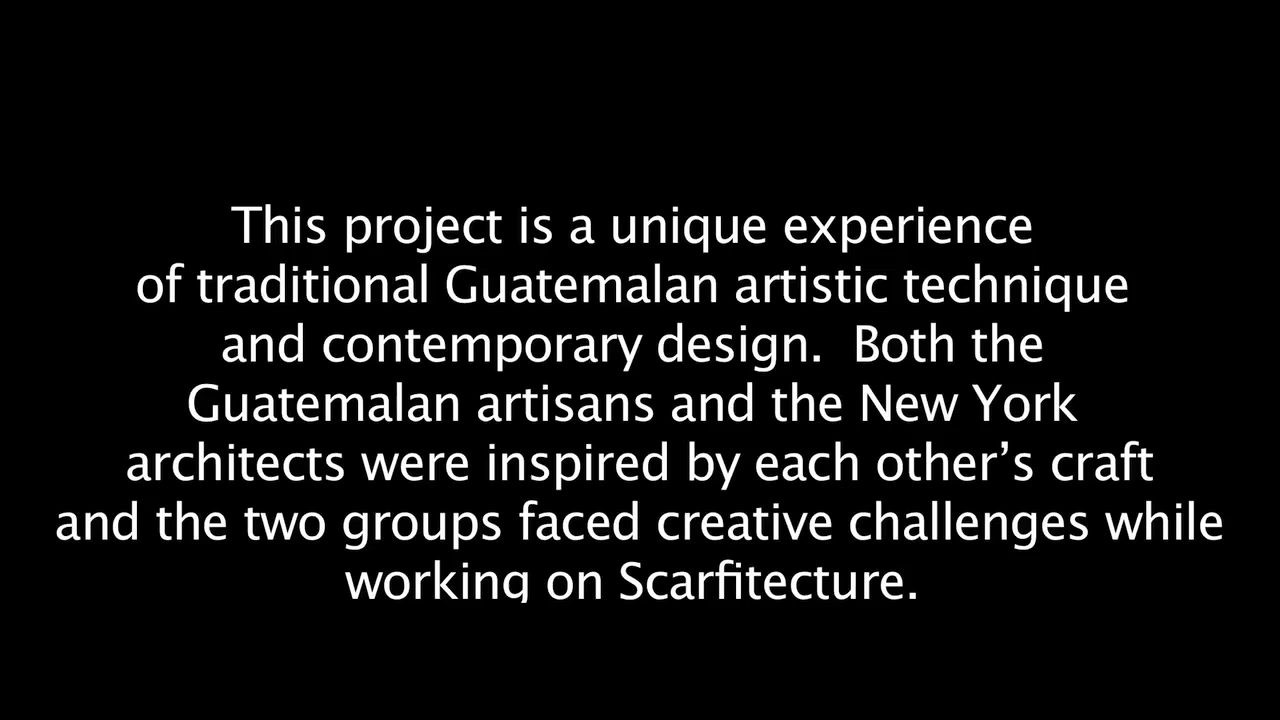 This project is a unique experience
of traditional Guatemalan artistic technique
and contemporary design.  Both the
Guatemalan artisans and the New York
architects were inspired by each other’s craft
and the two groups faced creative challenges while
working on Scarfitecture.